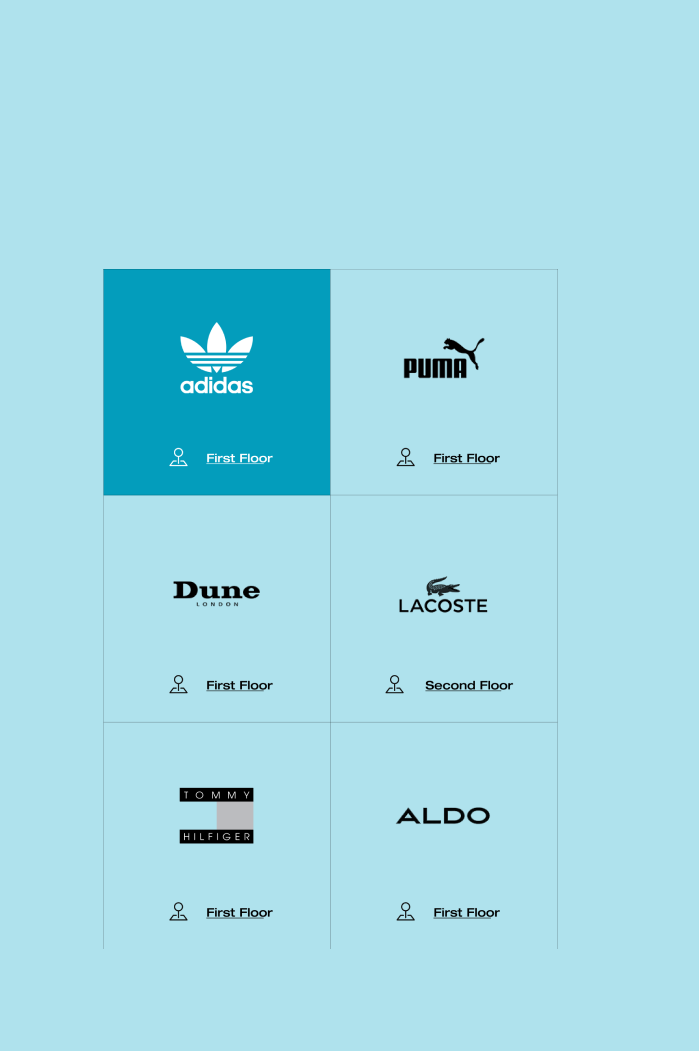 adidas
First Floor
PUMA
First Floor
Dune
LONDON
First Floor
LACOSTE
Second Floor
TOMMY
HILFIGER
First Floor
ALDO
First Floor